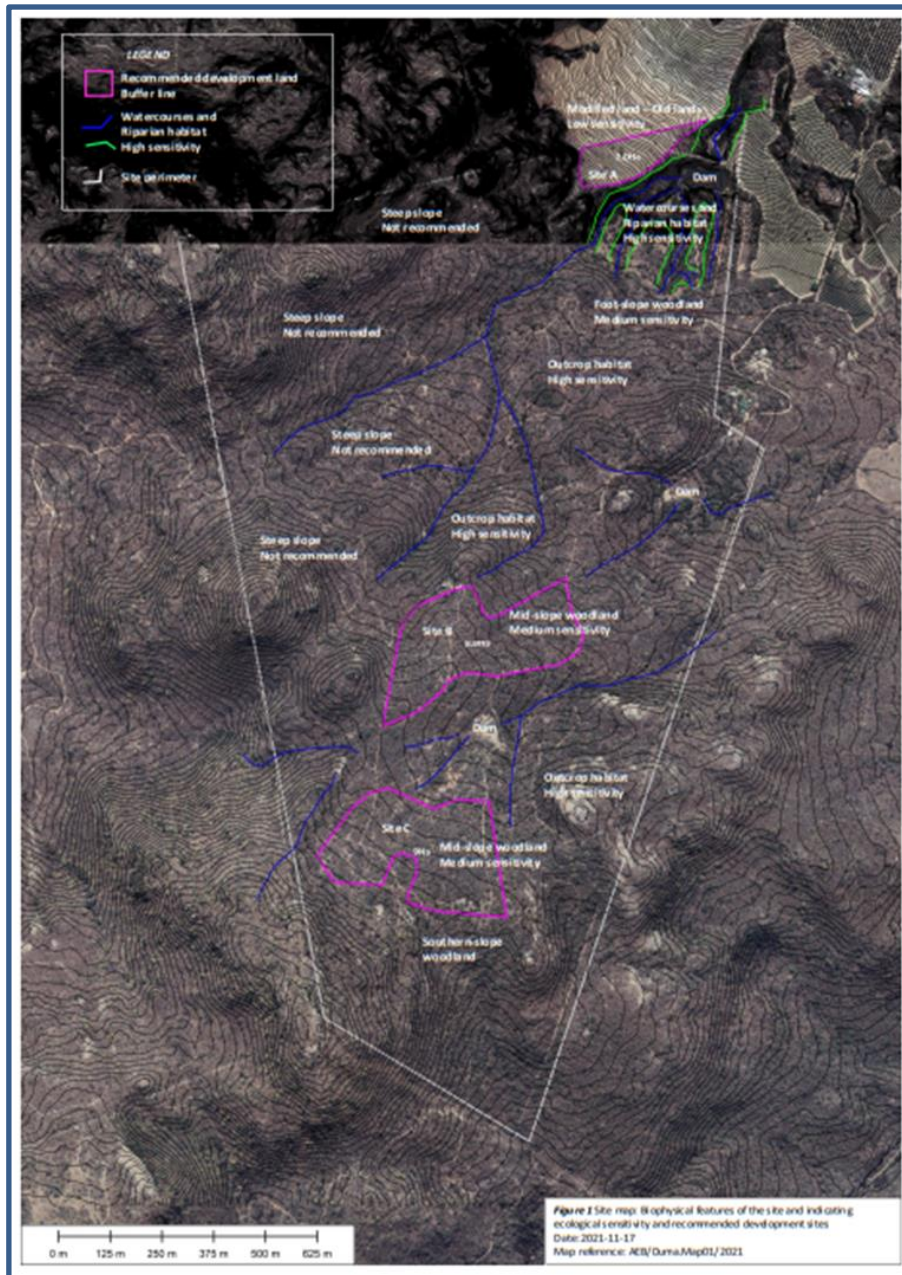 LEGEND
Recommended development land
Buffer line
Watercourses and
Riparian habitat
High sensitivity
Site perimeter
Modified land – Old lands
Low sensitivity
Site A
Dam
Steep slope
Not recommended
Watercourses and
Riparian habitat
High sensitivity
Foot-slope woodland
Medium sensitivity
Steep slope
Not recommended
Outcrop habitat
High sensitivity
Steep slope
Not recommended
Dam
Outcrop habitat
High sensitivity
Steep slope
Not recommended
Site B
Mid-slope woodland
Medium sensitivity
Dam
Outcrop habitat
High sensitivity
Site C
9Ha
Mid-slope woodland
Medium sensitivity
Southern-slope
woodland
0 m 125 m 250 m 375 m 500 m 625 m
Figure 1 Site map: Biophysical features of the site and indicating
ecological sensitivity and recommended development sites
Date: 2021-11-17
Map reference: AEB/Duma.Map01/2021